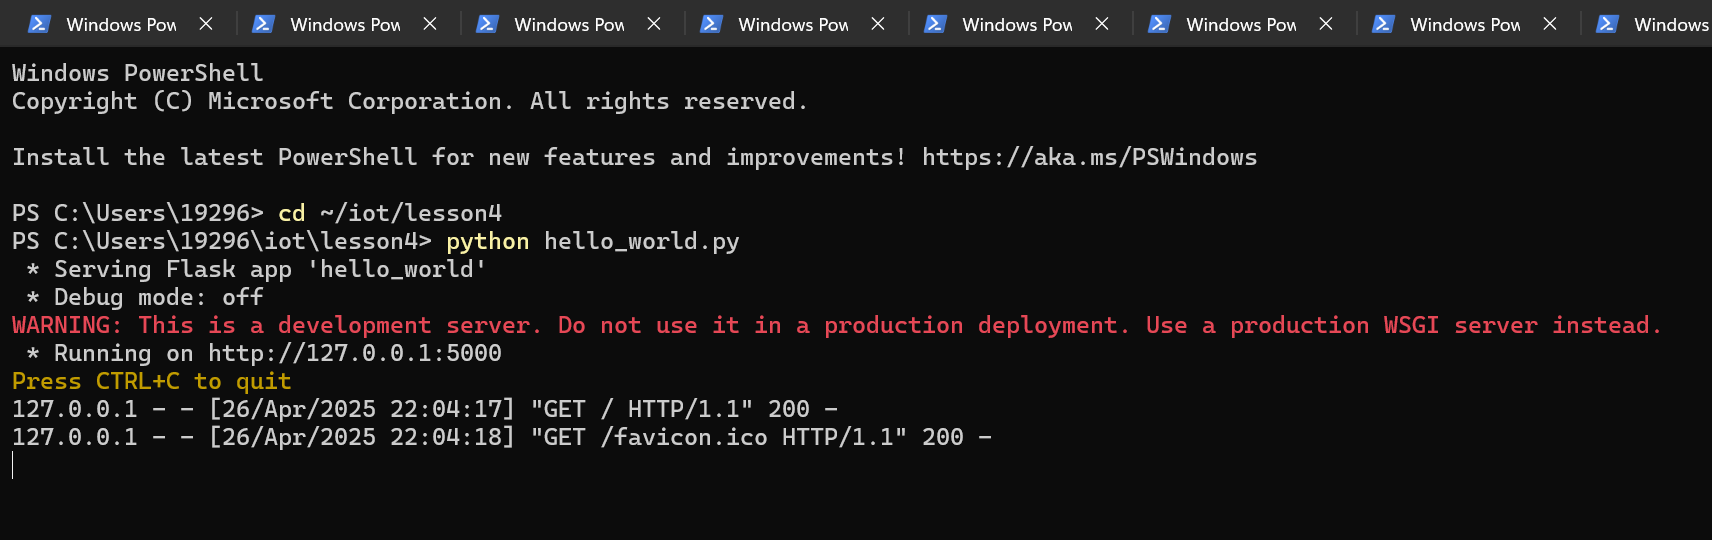 Windows Pow Windows Pow Windows Pow Windows Pow Windows Pow Windows Pow Windows Pow Windows
Windows PowerShell
Copyright (C) Microsoft Corporation. All rights reserved.
Install the latest PowerShell for new features and improvements! https://aka.ms/PSWindows
PS C:\Users\19296> cd ~/iot/lesson4
PS C:\Users\19296\iot\lesson4> python hello_world.py
 * Serving Flask app 'hello_world'
 * Debug mode: off
WARNING: This is a development server. Do not use it in a production deployment. Use a production WSGI server instead.
 * Running on http://127.0.0.1:5000
Press CTRL+C to quit
127.0.0.1 - - [26/Apr/2025 22:04:17] "GET / HTTP/1.1" 200 -
127.0.0.1 - - [26/Apr/2025 22:04:18] "GET /favicon.ico HTTP/1.1" 200 -